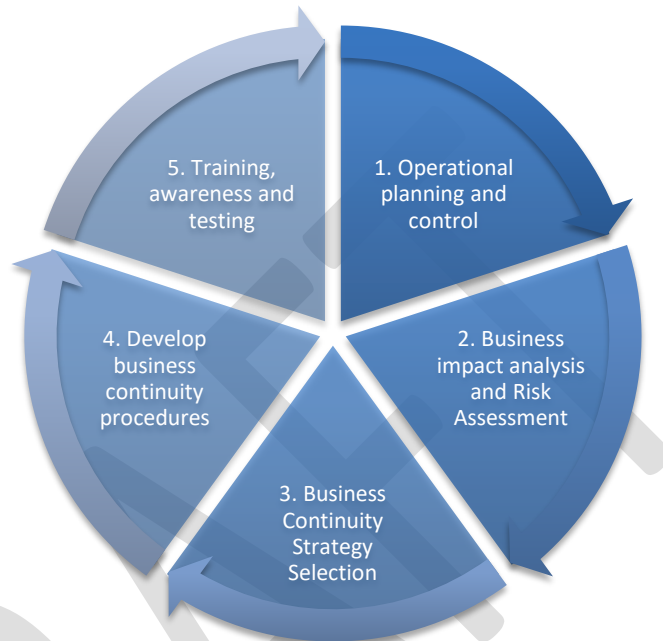 1. Operational
planning and
control
2. Business
impact analysis
and Risk
Assessment
3. Business
Continuity
Strategy
Selection
4. Develop
business
continuity
procedures
5. Training,
awareness and
testing